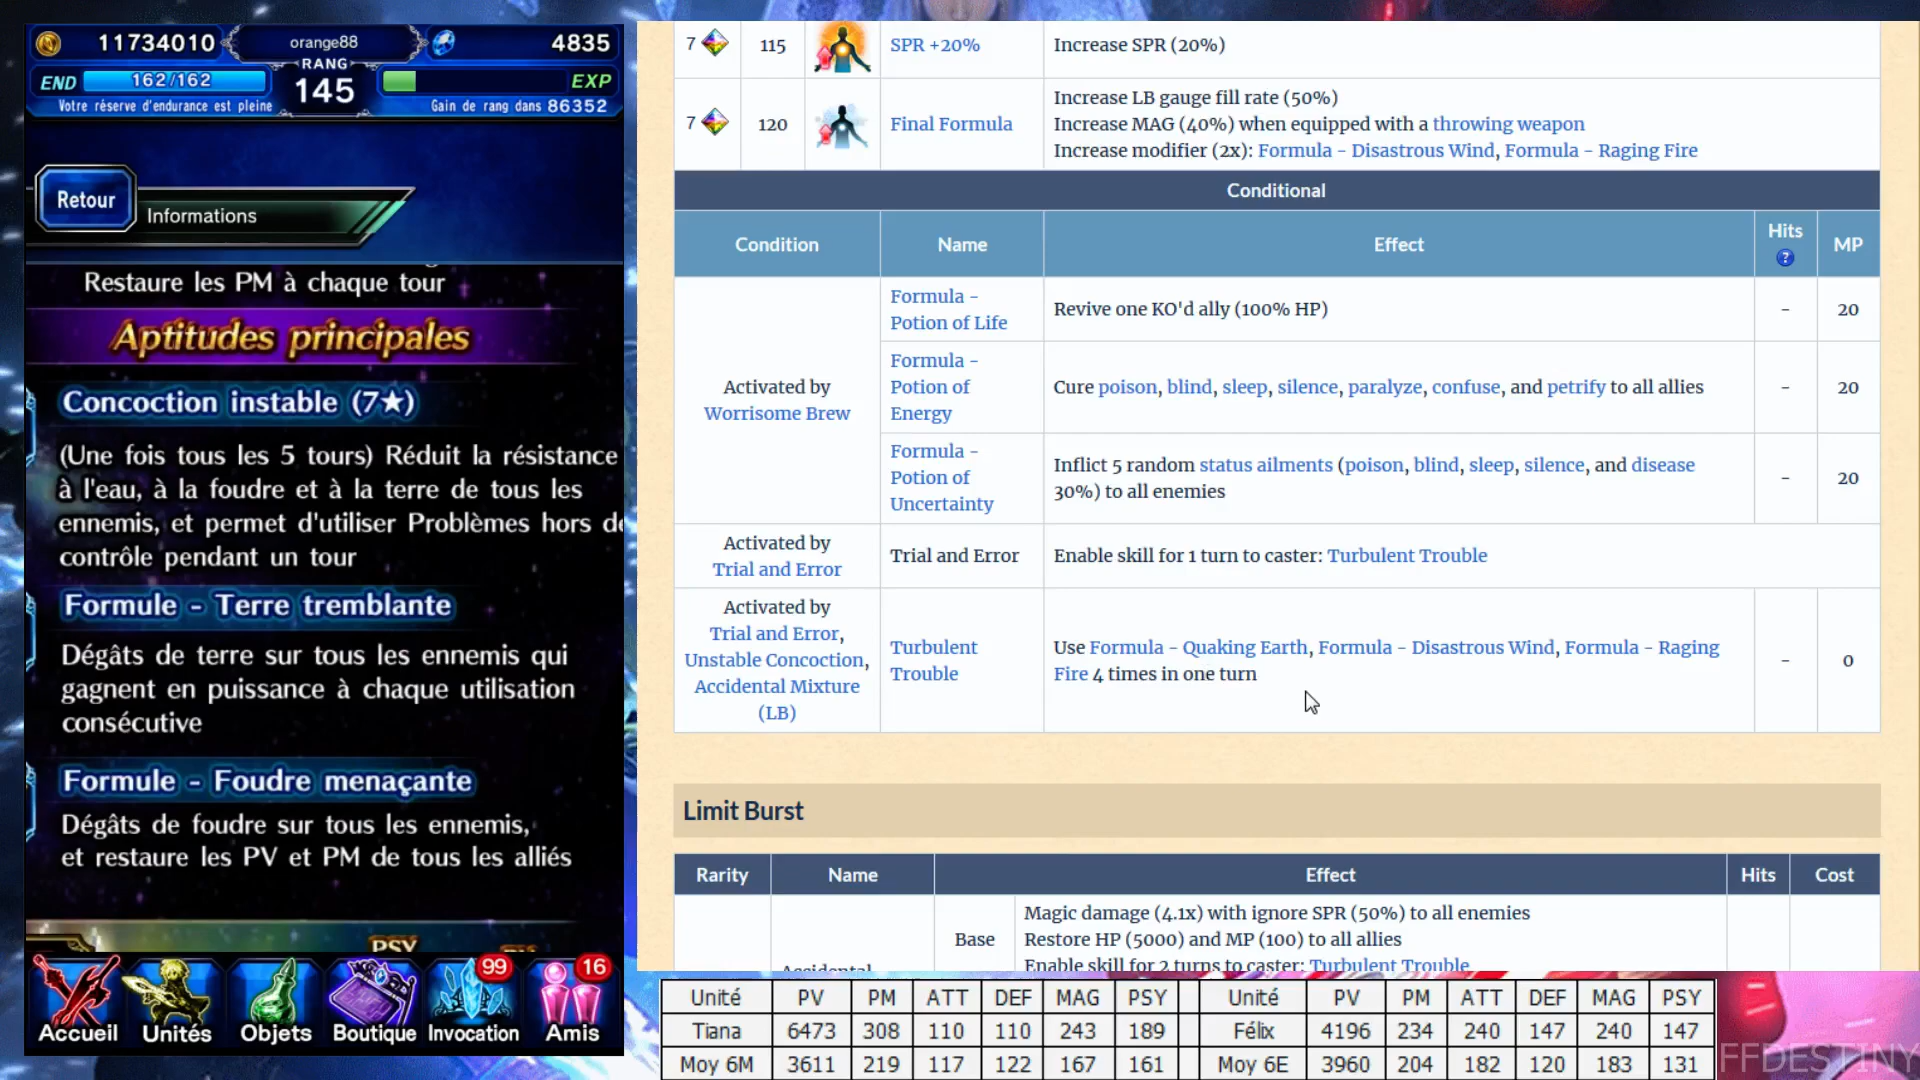 11734010
orange88
4835
RANG
END
162/162
145
EXP
Votre réserve d'endurance est pleine
Gain de rang dans 86352
Retour
Informations
Restaure les PM à chaque tour
Aptitudes principales
Concoction instable (7★)
(Une fois tous les 5 tours) Réduit la résistance
à l'eau, à la foudre et à la terre de tous les
ennemis, et permet d'utiliser Problèmes hors de
contrôle pendant un tour
Formule - Terre tremblante
Dégâts de terre sur tous les ennemis qui
gagnent en puissance à chaque utilisation
consécutive
Formule - Foudre menaçante
Dégâts de foudre sur tous les ennemis,
et restaure les PV et PM de tous les alliés
PSY
99
16
Accueil
Unités
Objets
Boutique
Invocation
Amis
7
115
SPR +20%
Increase SPR (20%)
7
120
Final Formula
Increase LB gauge fill rate (50%)
Increase MAG (40%) when equipped with a throwing weapon
Increase modifier (2x): Formula - Disastrous Wind, Formula - Raging Fire
Conditional
Condition
Name
Effect
Hits
?
MP
Activated by
Worrisome Brew
Formula -
Potion of Life
Revive one KO'd ally (100% HP)
-
20
Formula -
Potion of
Energy
Cure poison, blind, sleep, silence, paralyze, confuse, and petrify to all allies
-
20
Formula -
Potion of
Uncertainty
Inflict 5 random status ailments (poison, blind, sleep, silence, and disease
30%) to all enemies
-
20
Activated by
Trial and Error
Trial and Error
Enable skill for 1 turn to caster: Turbulent Trouble
Activated by
Trial and Error,
Unstable Concoction,
Accidental Mixture
(LB)
Turbulent
Trouble
Use Formula - Quaking Earth, Formula - Disastrous Wind, Formula - Raging
Fire 4 times in one turn
-
0
Limit Burst
Rarity
Name
Effect
Hits
Cost
Accidental
Base
Magic damage (4.1x) with ignore SPR (50%) to all enemies
Restore HP (5000) and MP (100) to all allies
Enable skill for 2 turns to caster: Turbulent Trouble
Unité PV PM ATT DEF MAG PSY Unité PV PM ATT DEF MAG PSY
Tiana 6473 308 110 110 243 189 Félix 4196 234 240 147 240 147
Moy 6M 3611 219 117 122 167 161 Moy 6E 3960 204 182 120 183 131
FFDESTINY